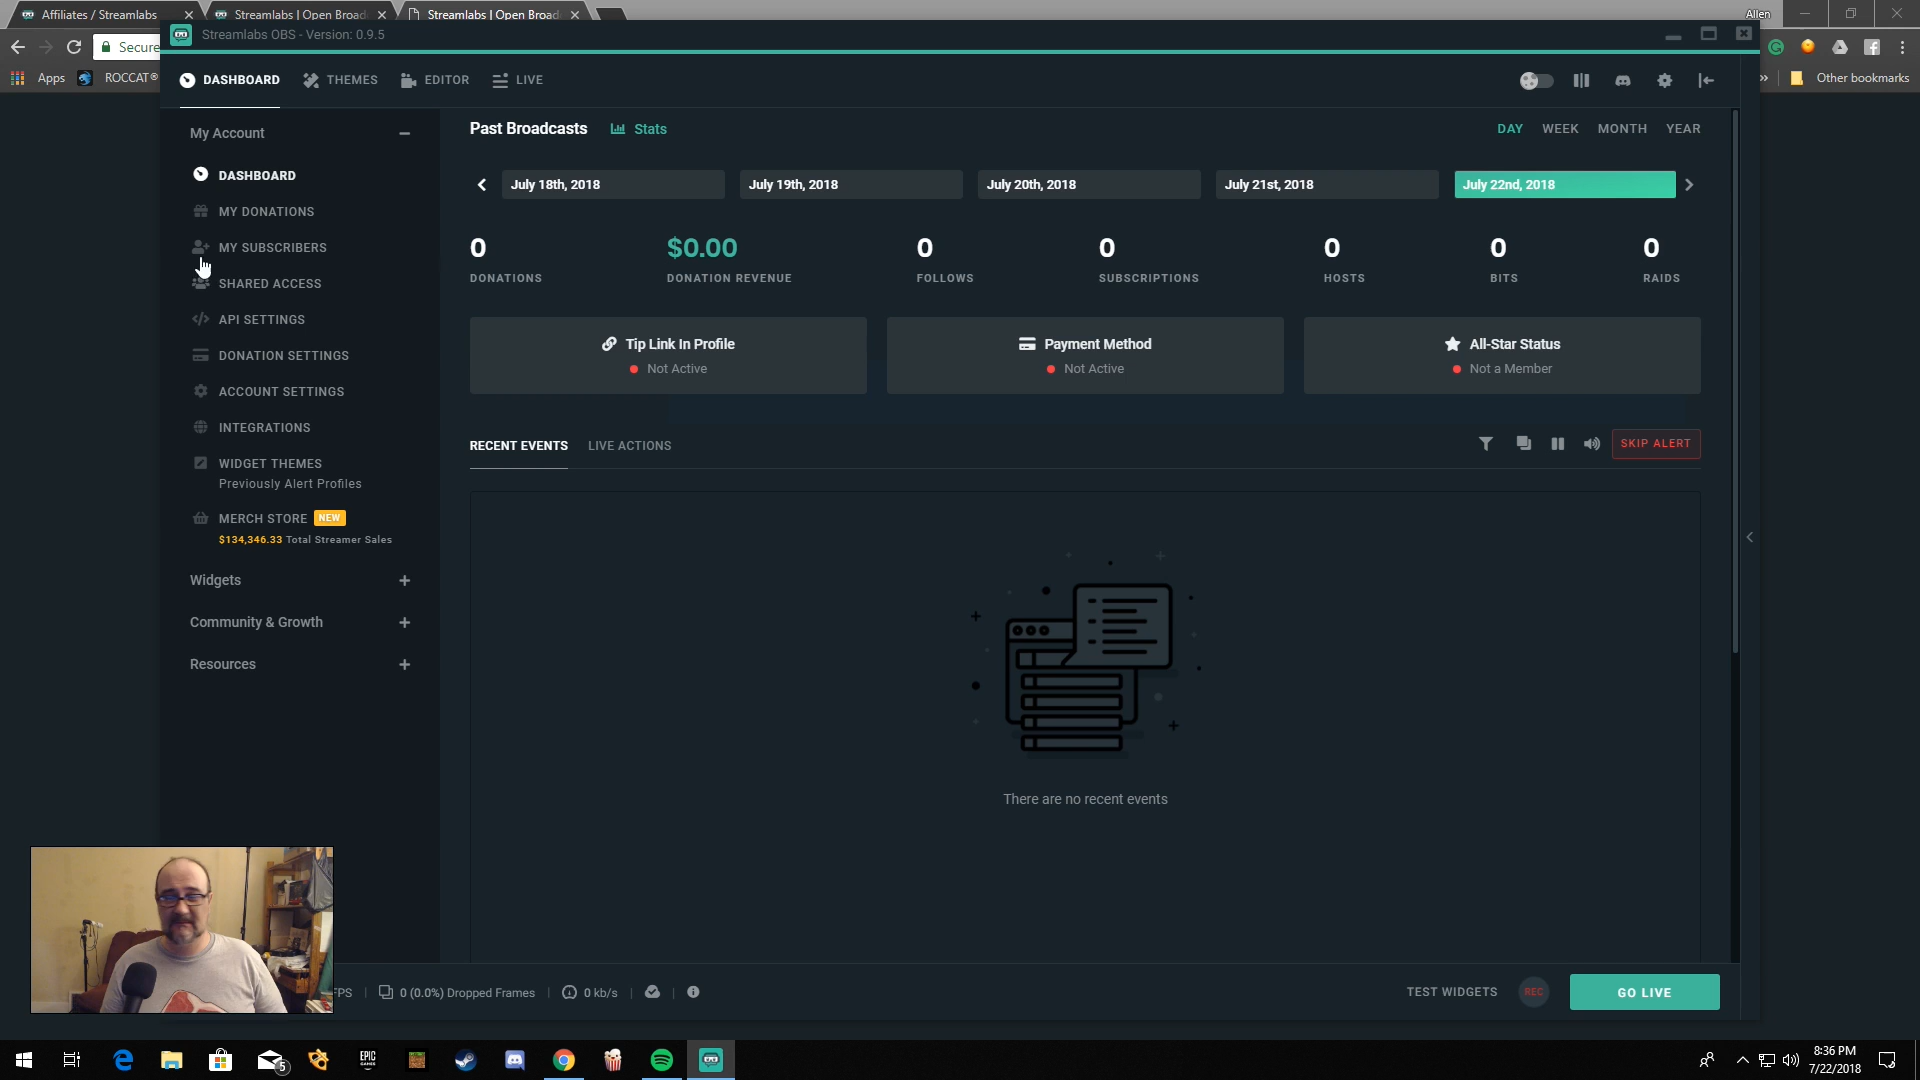 Affiliates / Streamlabs
Streamlabs | Open Broad
Streamlabs | Open Broad
Allen
Streamlabs OBS - Version: 0.9.5
Secure
Apps
ROCCAT®
Other bookmarks
DASHBOARD
THEMES
EDITOR
LIVE
My Account
DASHBOARD
MY DONATIONS
MY SUBSCRIBERS
SHARED ACCESS
API SETTINGS
DONATION SETTINGS
ACCOUNT SETTINGS
INTEGRATIONS
WIDGET THEMES
Previously Alert Profiles
MERCH STORE NEW
$134,346.33 Total Streamer Sales
Widgets
Community & Growth
Resources
Past Broadcasts
Stats
DAY WEEK MONTH YEAR
July 18th, 2018
July 19th, 2018
July 20th, 2018
July 21st, 2018
July 22nd, 2018
0 $0.00 0 0 0 0 0
DONATIONS DONATION REVENUE FOLLOWS SUBSCRIPTIONS HOSTS BITS RAIDS
Tip Link In Profile
Not Active
Payment Method
Not Active
All-Star Status
Not a Member
RECENT EVENTS LIVE ACTIONS
SKIP ALERT
There are no recent events
FPS
0 (0.0%) Dropped Frames
0 kb/s
TEST WIDGETS
REC
GO LIVE
5
EPIC
GAMES
8:36 PM
7/22/2018